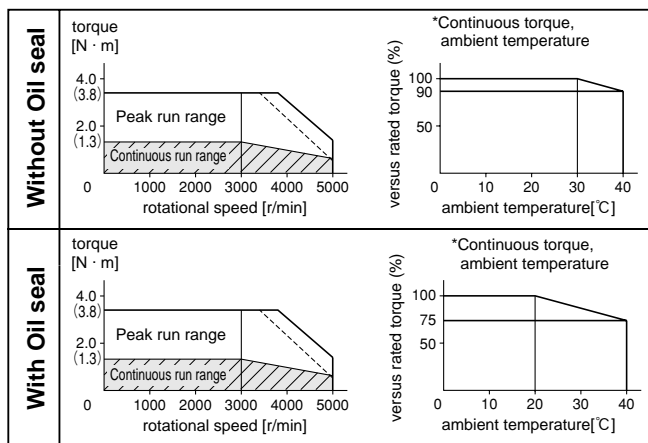 Without Oil seal
torque
[N · m]
4.0
(3.8)
Peak run range
2.0
(1.3)
Continuous run range
0 1000 2000 3000 4000 5000
rotational speed [r/min]
*Continuous torque,
ambient temperature
versus rated torque (%)
100
90
50
0 10 20 30 40
ambient temperature[℃]
With Oil seal
torque
[N · m]
4.0
(3.8)
Peak run range
2.0
(1.3)
Continuous run range
0 1000 2000 3000 4000 5000
rotational speed [r/min]
*Continuous torque,
ambient temperature
versus rated torque (%)
100
75
50
0 10 20 30 40
ambient temperature[℃]